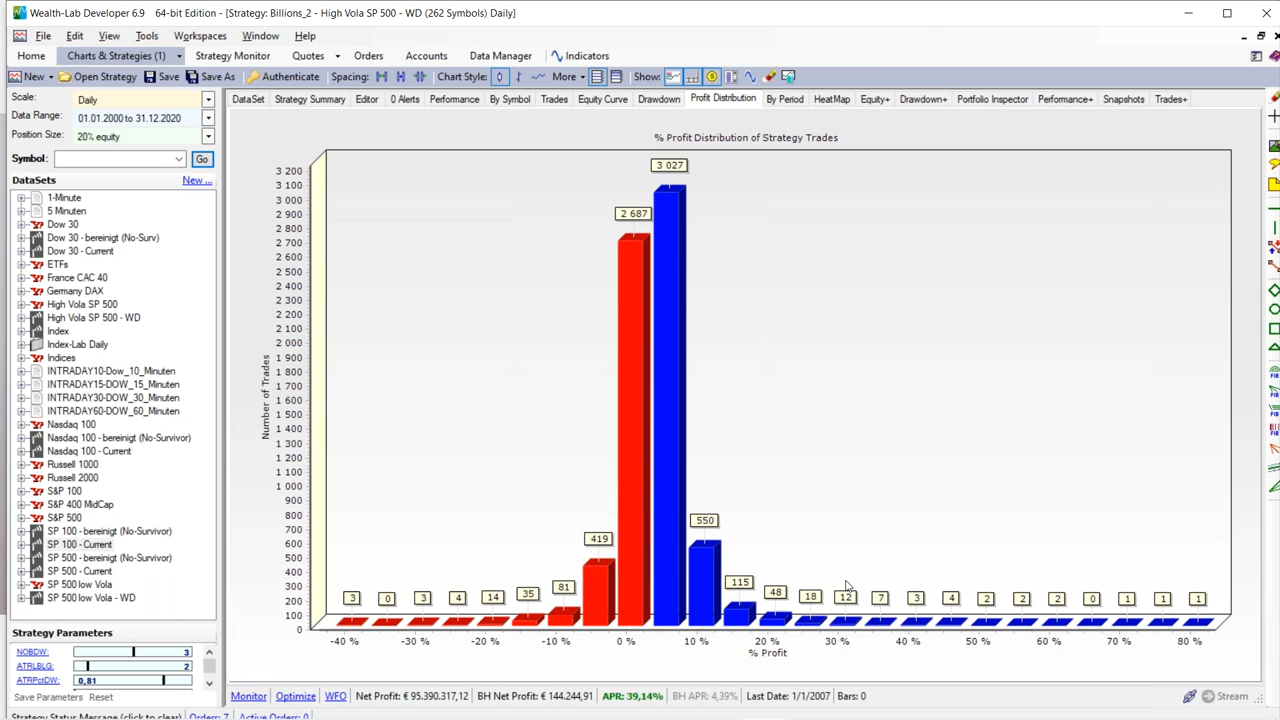 Wealth-Lab Developer 6.9    64-bit Edition - [Strategy: Billions_2 - High Vola SP 500 - WD (262 Symbols) Daily]
File Edit View Tools Workspaces Window Help
Home Charts & Strategies (1) Strategy Monitor Quotes Orders Accounts Data Manager Indicators
New Open Strategy Save Save As Authenticate Spacing: Chart Style: More Show:
Scale: Daily
Data Range: 01.01.2000 to 31.12.2020
Position Size: 20% equity
Symbol: Go
DataSets New ...
1-Minute
5 Minuten
Dow 30
Dow 30 - bereinigt (No-Surv)
Dow 30 - Current
ETFs
France CAC 40
Germany DAX
High Vola SP 500
High Vola SP 500 - WD
Index
Index-Lab Daily
Indices
INTRADAY10-Dow_10_Minuten
INTRADAY15-DOW_15_Minuten
INTRADAY30-DOW_30_Minuten
INTRADAY60-DOW_60_Minuten
Nasdaq 100
Nasdaq 100 - bereinigt (No-Survivor)
Nasdaq 100 - Current
Russell 1000
Russell 2000
S&P 100
S&P 400 MidCap
S&P 500
SP 100 - bereinigt (No-Survivor)
SP 100 - Current
SP 500 - bereinigt (No-Survivor)
SP 500 - Current
SP 500 low Vola
SP 500 low Vola - WD
Strategy Parameters
NOBDW: 3
ATRLBLG: 2
ATRPctDW: 0,81
Save Parameters Reset
Strategy Status Message (click to clear) Orders: 7 Active Orders: 0
DataSet Strategy Summary Editor 0 Alerts Performance By Symbol Trades Equity Curve Drawdown Profit Distribution By Period HeatMap Equity+ Drawdown+ Portfolio Inspector Performance+ Snapshots Trades+
% Profit Distribution of Strategy Trades
Number of Trades
3 200
3 100
3 000
2 900
2 800
2 700
2 600
2 500
2 400
2 300
2 200
2 100
2 000
1 900
1 800
1 700
1 600
1 500
1 400
1 300
1 200
1 100
1 000
900
800
700
600
500
400
300
200
100
0
3 0 3 4 14 35 81 419 2 687 3 027 550 115 48 18 12 7 3 4 2 2 2 0 1 1 1
-40 % -30 % -20 % -10 % 0 % 10 % 20 % 30 % 40 % 50 % 60 % 70 % 80 %
% Profit
Monitor Optimize WFO Net Profit: € 95.390.317,12 BH Net Profit: € 144.244,91 APR: 39,14% BH APR: 4,39% Last Date: 1/1/2007 Bars: 0 Stream